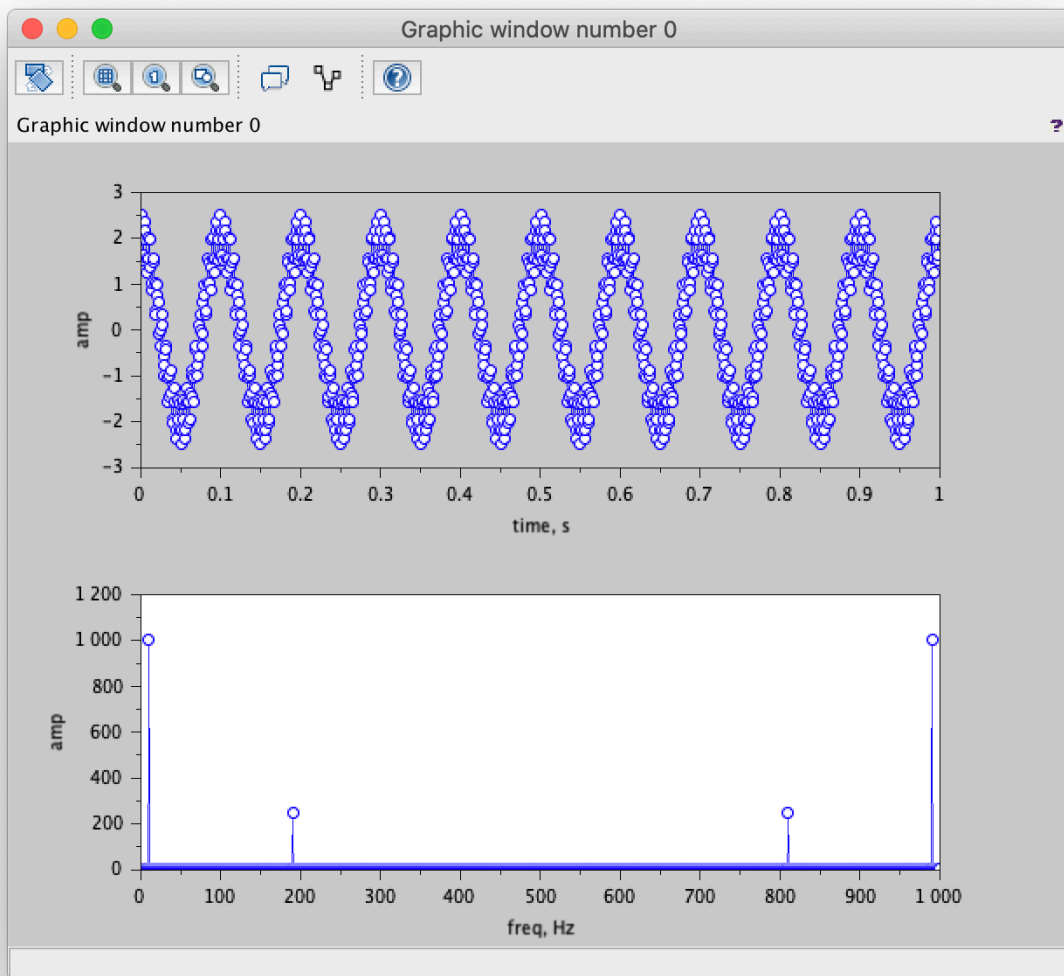 Graphic window number 0
Graphic window number 0 ?
3
2
1
0
−1
−2
−3
amp
0 0.1 0.2 0.3 0.4 0.5 0.6 0.7 0.8 0.9 1
time, s
1 200
1 000
800
600
400
200
0
amp
0 100 200 300 400 500 600 700 800 900 1 000
freq, Hz